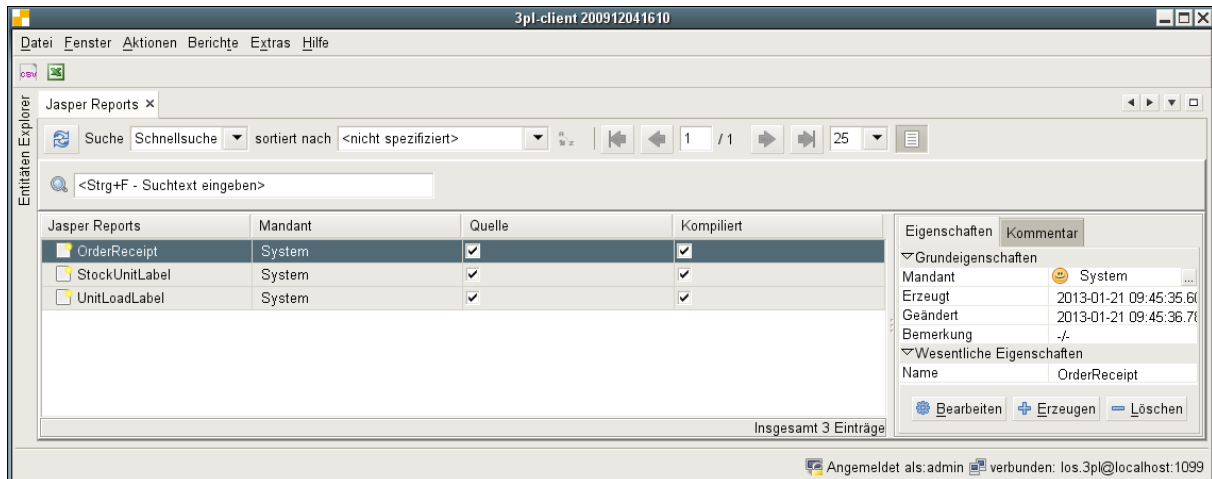 3pl-client 200912041610
Datei Fenster Aktionen Berichte Extras Hilfe
csv
Entitäten Explorer
Jasper Reports
Suche Schnellsuche sortiert nach <nicht spezifiziert> 1 / 1 25
<Strg+F - Suchtext eingeben>
Jasper Reports Mandant Quelle Kompiliert
OrderReceipt System
StockUnitLabel System
UnitLoadLabel System
Insgesamt 3 Einträge
Eigenschaften Kommentar
Grundeigenschaften
Mandant System ...
Erzeugt 2013-01-21 09:45:35.60
Geändert 2013-01-21 09:45:36.78
Bemerkung -/-
Wesentliche Eigenschaften
Name OrderReceipt
Bearbeiten Erzeugen Löschen
Angemeldet als:admin verbunden: los.3pl@localhost:1099